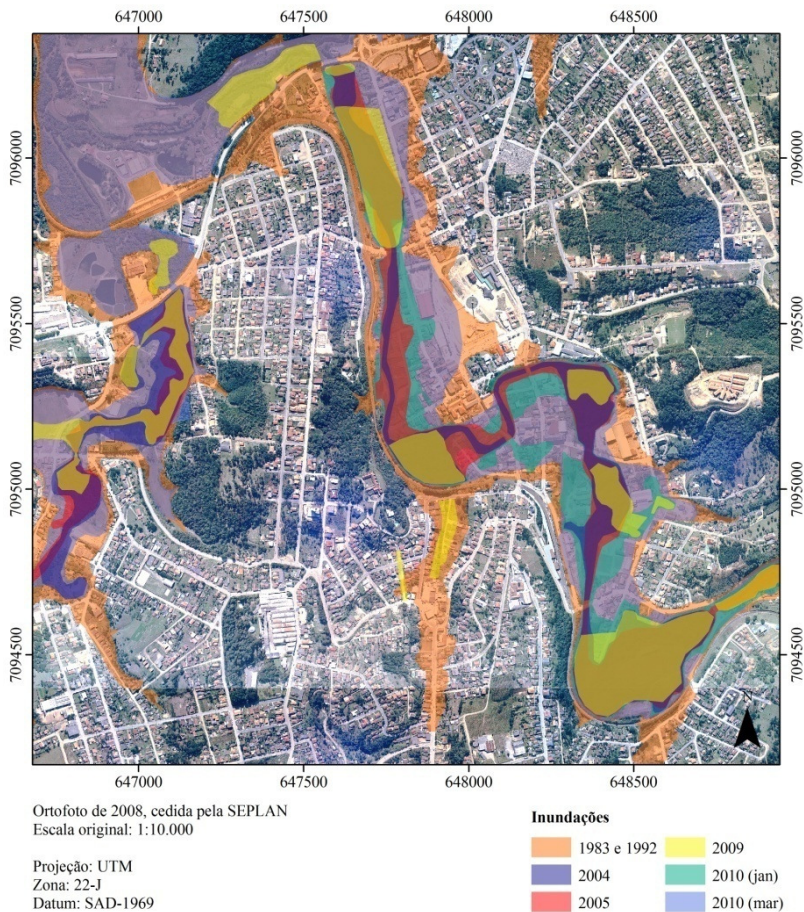 647000 647500 648000 648500
7096000 7096000
7095500 7095500
7095000 7095000
7094500 7094500
N
647000 647500 648000 648500
Ortofoto de 2008, cedida pela SEPLAN
Escala original: 1:10.000
Projeção: UTM
Zona: 22-J
Datum: SAD-1969
Inundações
1983 e 1992 2009
2004 2010 (jan)
2005 2010 (mar)